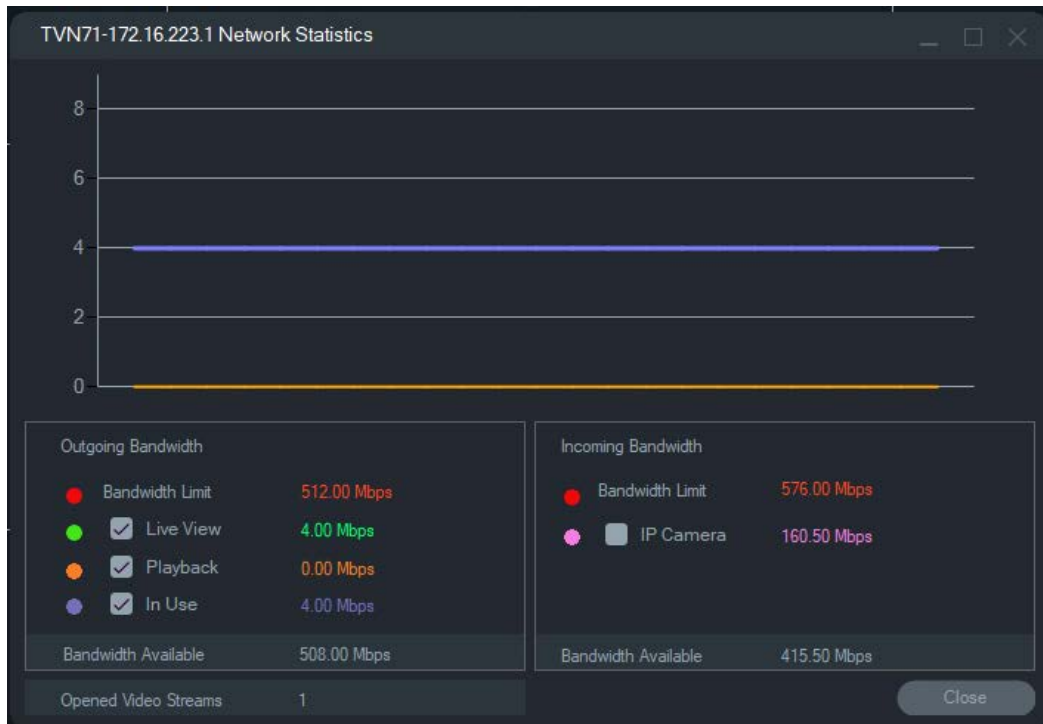 TVN71-172.16.223.1 Network Statistics
8
6
4
2
0
Outgoing Bandwidth
Bandwidth Limit 512.00 Mbps
Live View 4.00 Mbps
Playback 0.00 Mbps
In Use 4.00 Mbps
Bandwidth Available 508.00 Mbps
Opened Video Streams 1
Incoming Bandwidth
Bandwidth Limit 576.00 Mbps
IP Camera 160.50 Mbps
Bandwidth Available 415.50 Mbps
Close